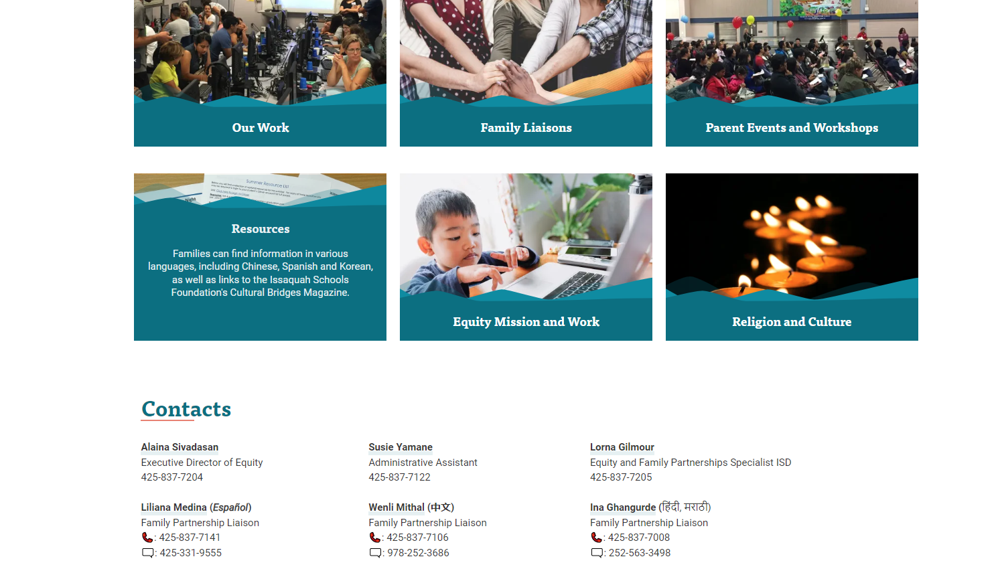 Our Work
Family Liaisons
Parent Events and Workshops
Summer Resource List
Night
Resources
Families can find information in various
languages, including Chinese, Spanish and Korean,
as well as links to the Issaquah Schools
Foundation's Cultural Bridges Magazine.
Equity Mission and Work
Religion and Culture
Contacts
Alaina Sivadasan
Executive Director of Equity
425-837-7204
Susie Yamane
Administrative Assistant
425-837-7122
Lorna Gilmour
Equity and Family Partnerships Specialist ISD
425-837-7205
Liliana Medina (Español)
Family Partnership Liaison
: 425-837-7141
: 425-331-9555
Wenli Mithal (中文)
Family Partnership Liaison
: 425-837-7106
: 978-252-3686
Ina Ghangurde (हिंदी, मराठी)
Family Partnership Liaison
: 425-837-7008
: 252-563-3498